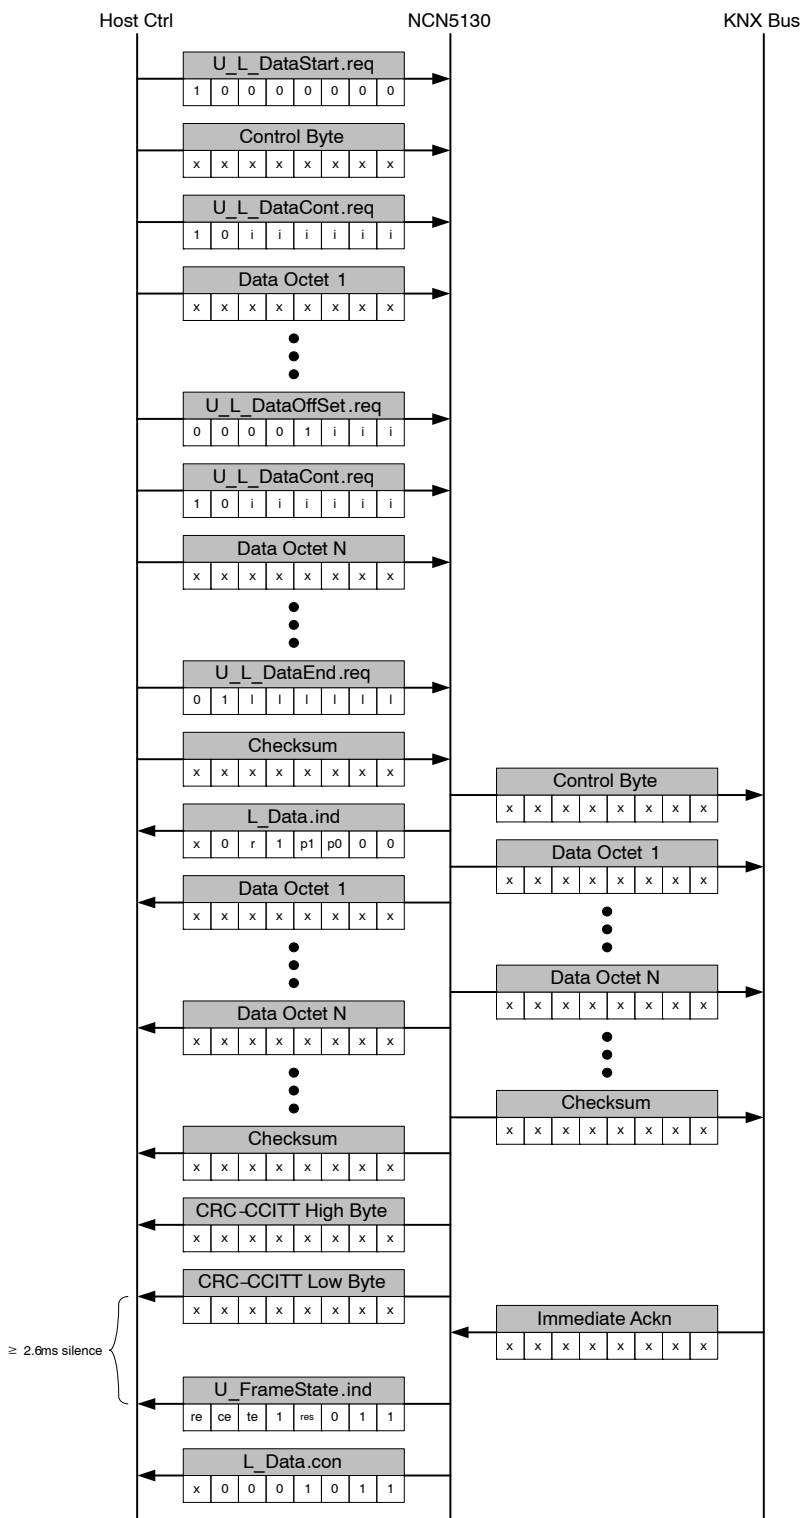 Host Ctrl NCN5130 KNX Bus
U_L_DataStart.req
1 0 0 0 0 0 0 0
Control Byte
x x x x x x x x
U_L_DataCont.req
1 0 i i i i i i
Data Octet 1
x x x x x x x x
U_L_DataOffSet.req
0 0 0 0 1 i i i
U_L_DataCont.req
1 0 i i i i i i
Data Octet N
x x x x x x x x
U_L_DataEnd.req
0 1 l l l l l l
Checksum
x x x x x x x x
Control Byte
x x x x x x x x
L_Data.ind
x 0 r 1 p1 p0 0 0
Data Octet 1
x x x x x x x x
Data Octet 1
x x x x x x x x
Data Octet N
x x x x x x x x
Data Octet N
x x x x x x x x
Checksum
x x x x x x x x
Checksum
x x x x x x x x
CRC-CCITT High Byte
x x x x x x x x
CRC-CCITT Low Byte
x x x x x x x x
Immediate Ackn
x x x x x x x x
≥ 2.6ms silence
U_FrameState.ind
re ce te 1 res 0 1 1
L_Data.con
x 0 0 0 1 0 1 1